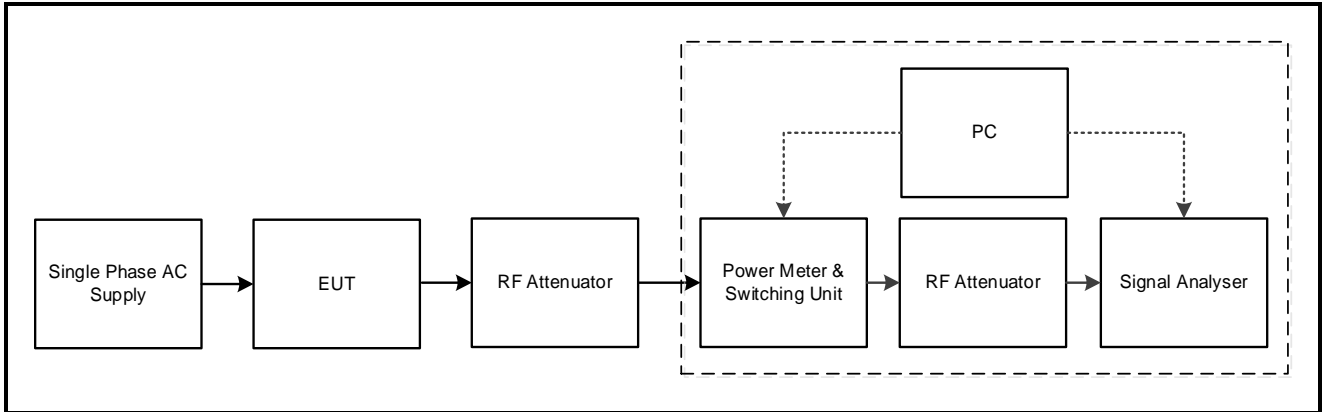 PC
Single Phase AC
Supply
EUT
RF Attenuator
Power Meter &
Switching Unit
RF Attenuator
Signal Analyser